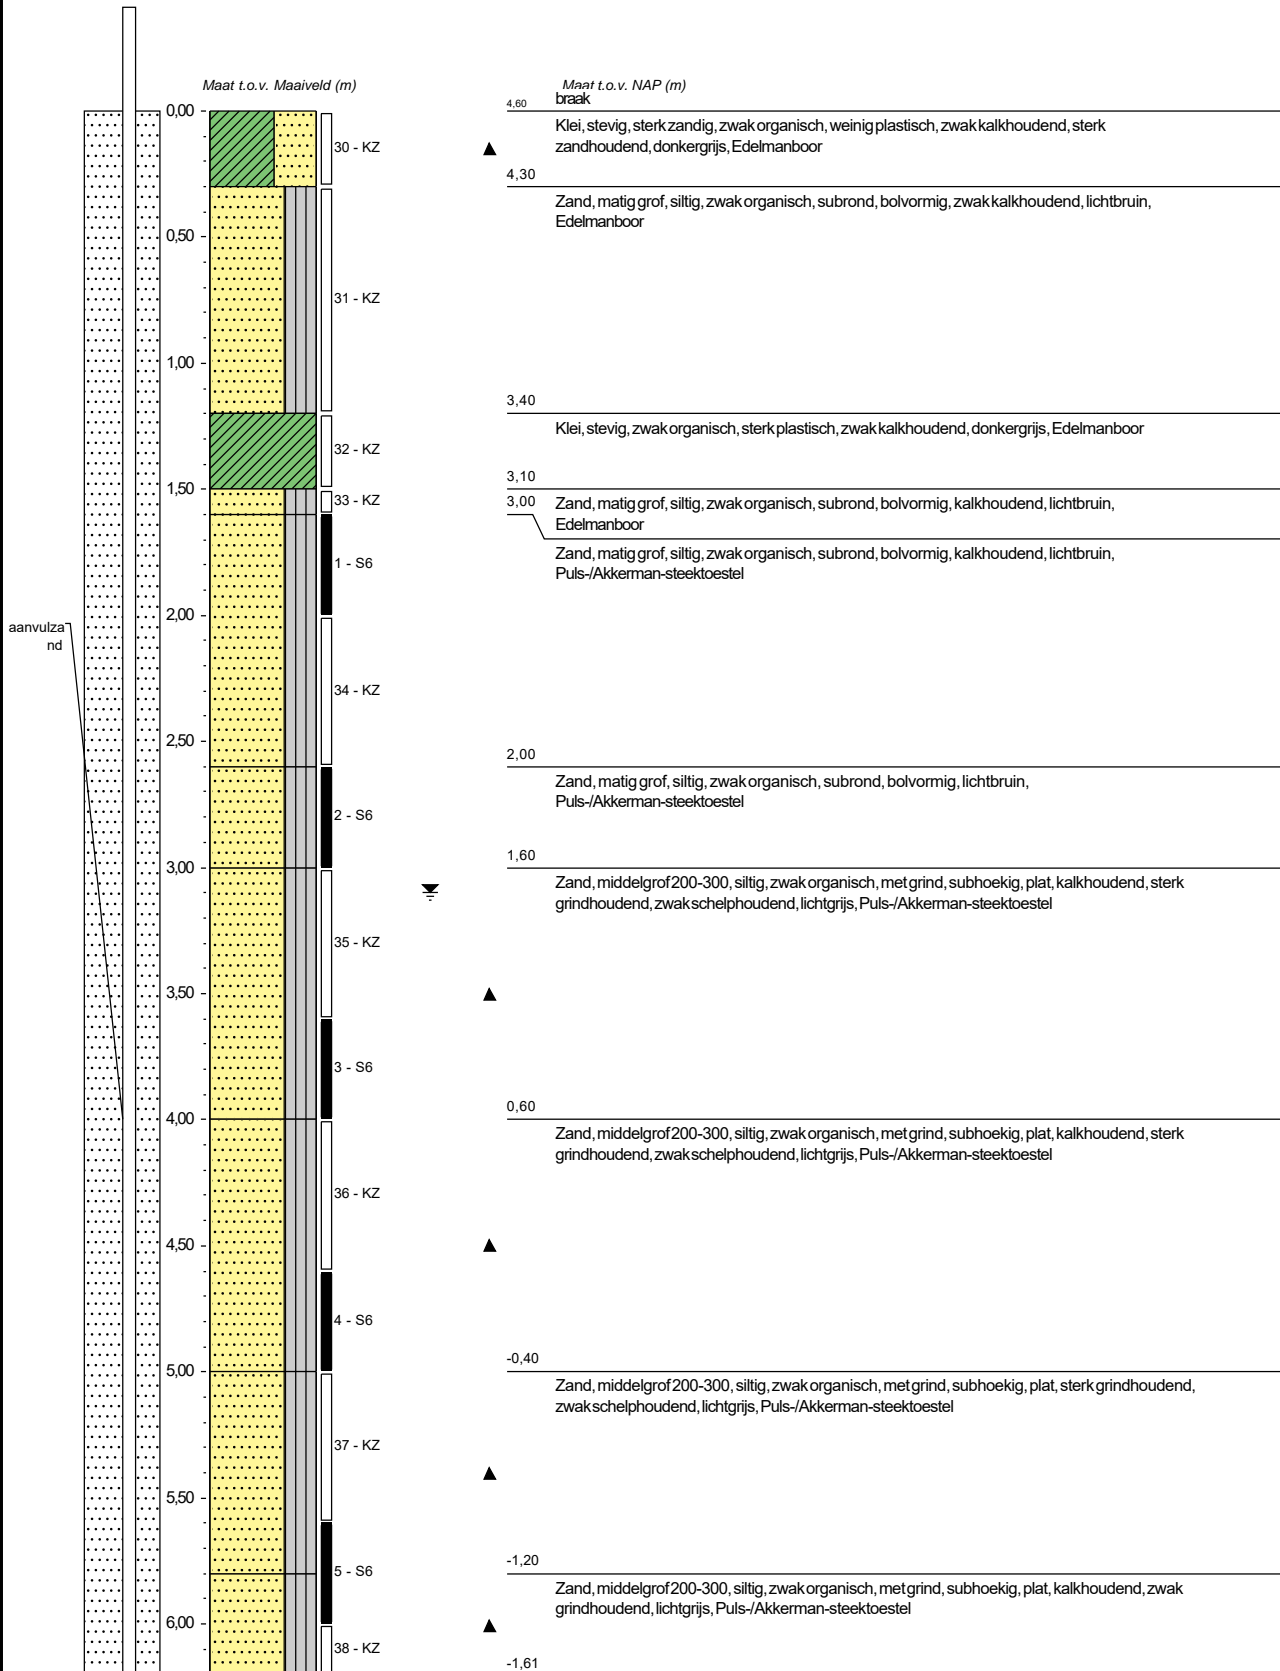 Maat t.o.v. Maaiveld (m)
Maat t.o.v. NAP (m)
4,60
braak
0,00
Klei, stevig, sterk zandig, zwak organisch, weinig plastisch, zwak kalkhoudend, sterk
zandhoudend, donkergrijs, Edelmanboor
30 - KZ
4,30
Zand, matig grof, siltig, zwak organisch, subrond, bolvormig, zwak kalkhoudend, lichtbruin,
Edelmanboor
0,50
31 - KZ
1,00
3,40
Klei, stevig, zwak organisch, sterk plastisch, zwak kalkhoudend, donkergrijs, Edelmanboor
32 - KZ
3,10
1,50
33 - KZ
3,00
Zand, matig grof, siltig, zwak organisch, subrond, bolvormig, kalkhoudend, lichtbruin,
Edelmanboor
Zand, matig grof, siltig, zwak organisch, subrond, bolvormig, kalkhoudend, lichtbruin,
Puls-/Akkerman-steektoestel
1 - S6
2,00
aanvulza
nd
34 - KZ
2,50
2,00
Zand, matig grof, siltig, zwak organisch, subrond, bolvormig, lichtbruin,
Puls-/Akkerman-steektoestel
2 - S6
1,60
3,00
Zand, middelgrof 200-300, siltig, zwak organisch, met grind, subhoekig, plat, kalkhoudend, sterk
grindhoudend, zwak schelphoudend, lichtgrijs, Puls-/Akkerman-steektoestel
35 - KZ
3,50
3 - S6
0,60
4,00
Zand, middelgrof 200-300, siltig, zwak organisch, met grind, subhoekig, plat, kalkhoudend, sterk
grindhoudend, zwak schelphoudend, lichtgrijs, Puls-/Akkerman-steektoestel
36 - KZ
4,50
4 - S6
-0,40
5,00
Zand, middelgrof 200-300, siltig, zwak organisch, met grind, subhoekig, plat, sterk grindhoudend,
zwak schelphoudend, lichtgrijs, Puls-/Akkerman-steektoestel
37 - KZ
5,50
-1,20
5 - S6
Zand, middelgrof 200-300, siltig, zwak organisch, met grind, subhoekig, plat, kalkhoudend, zwak
grindhoudend, lichtgrijs, Puls-/Akkerman-steektoestel
6,00
38 - KZ
-1,61